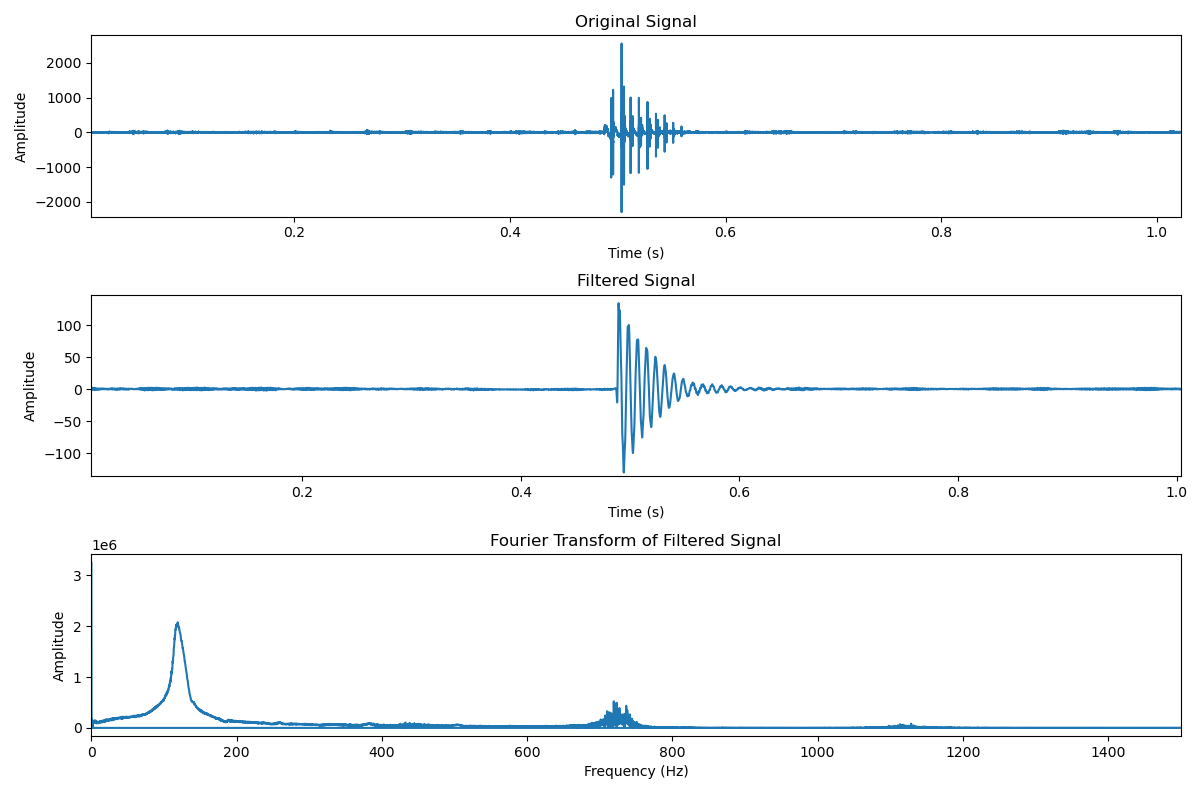 Original Signal
2000
1000
0
−1000
−2000
Amplitude
0.2 0.4 0.6 0.8 1.0
Time (s)
Filtered Signal
100
50
0
−50
−100
Amplitude
0.2 0.4 0.6 0.8 1.0
Time (s)
Fourier Transform of Filtered Signal
1e6
3
2
1
0
Amplitude
0 200 400 600 800 1000 1200 1400
Frequency (Hz)